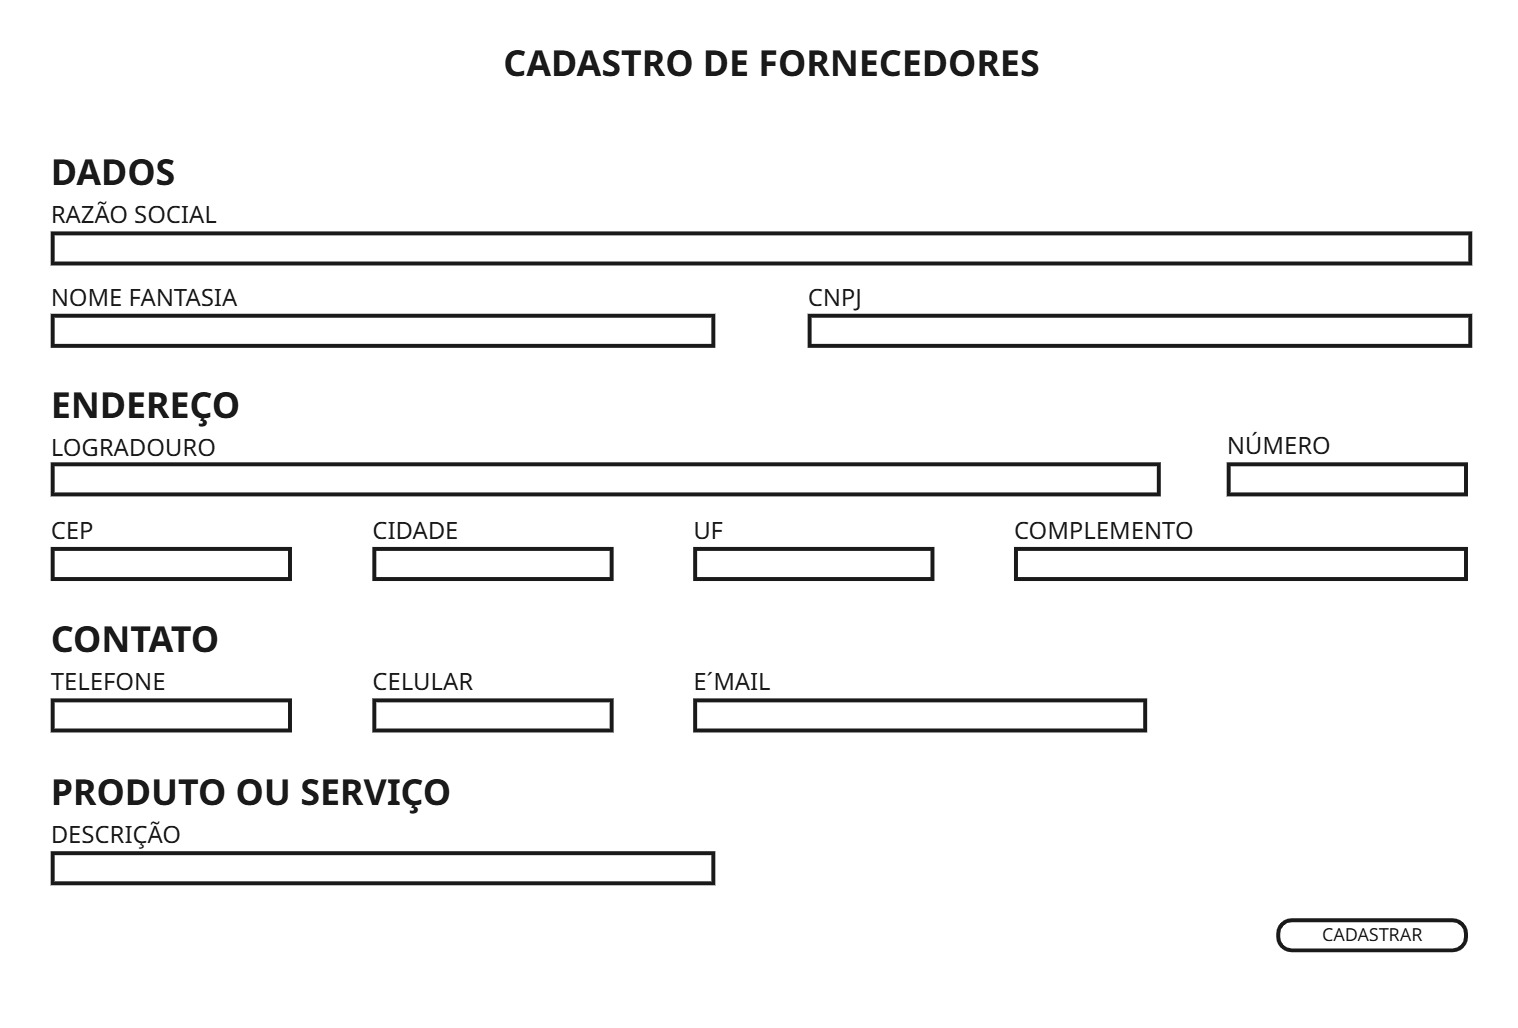 CADASTRO DE FORNECEDORES
DADOS
RAZÃO SOCIAL
NOME FANTASIA
CNPJ
ENDEREÇO
LOGRADOURO
NÚMERO
CEP
CIDADE
UF
COMPLEMENTO
CONTATO
TELEFONE
CELULAR
E´MAIL
PRODUTO OU SERVIÇO
DESCRIÇÃO
CADASTRAR